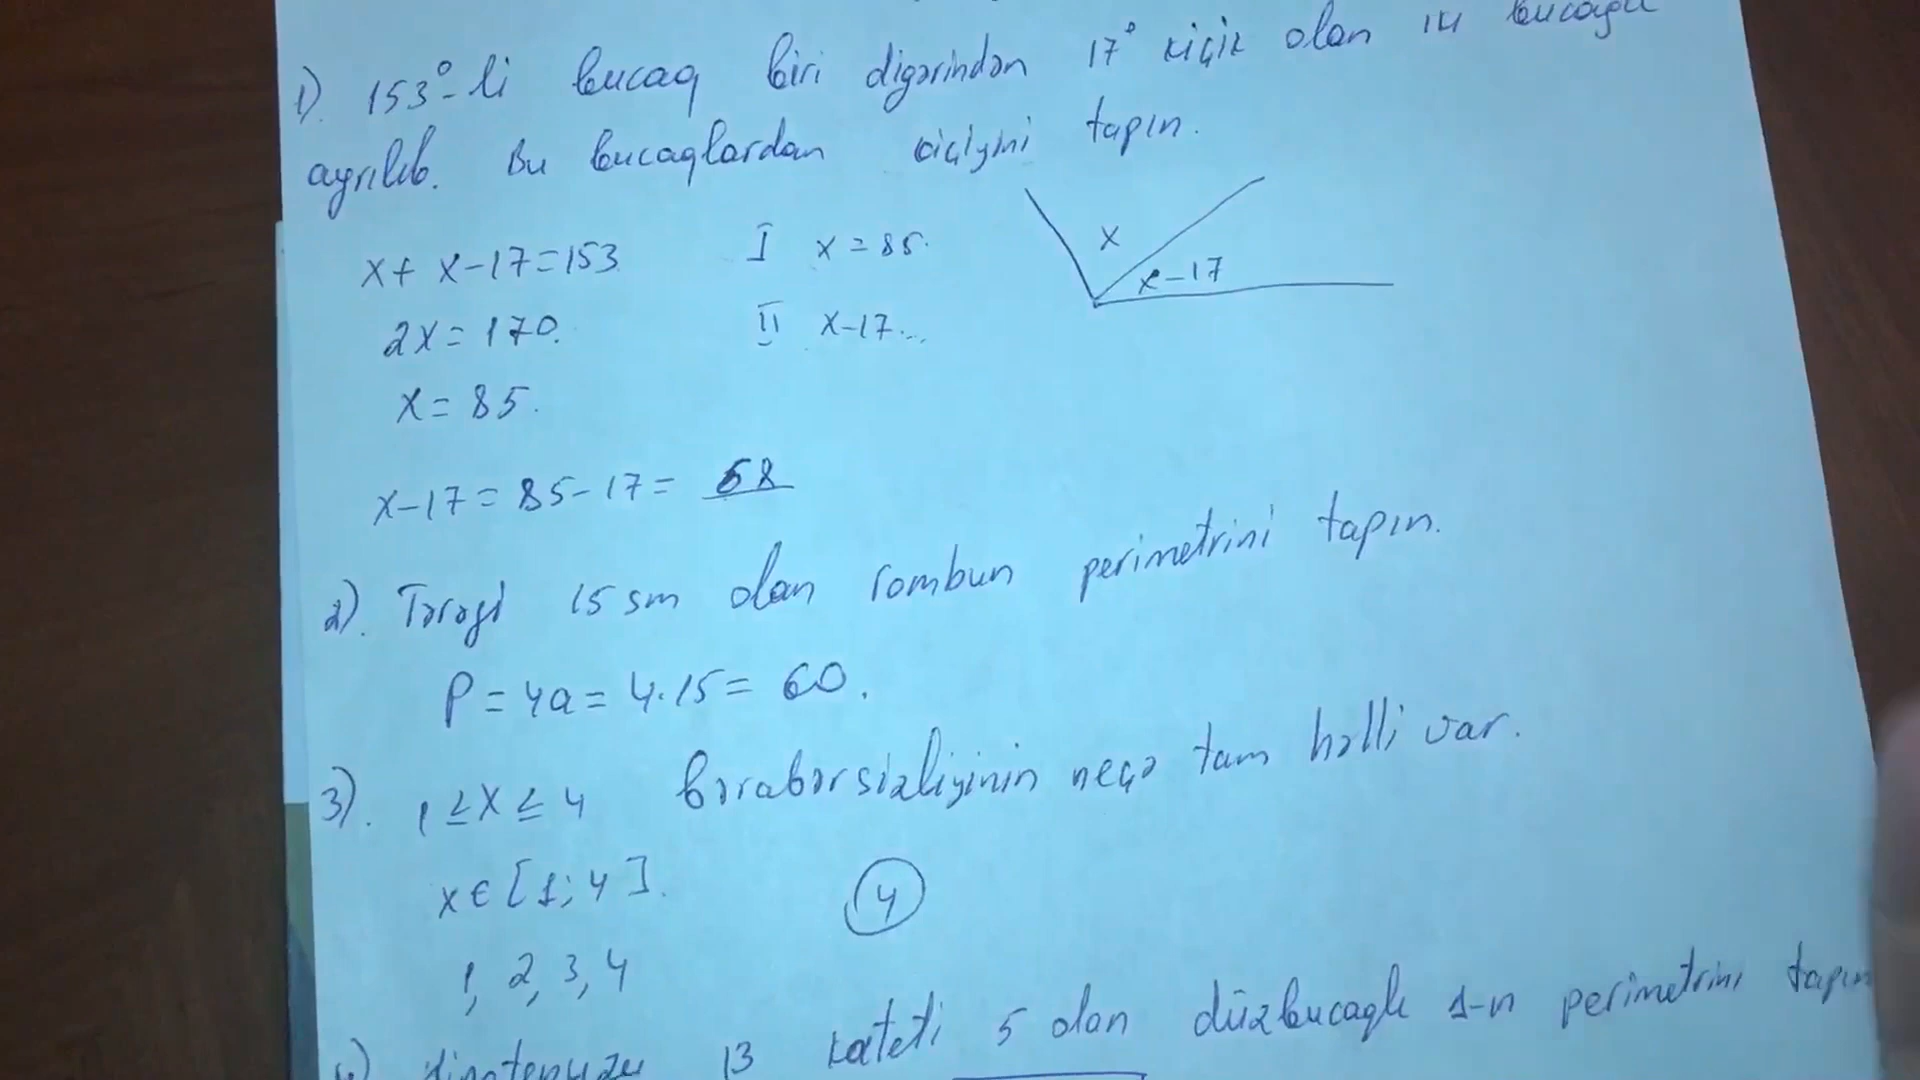 1) 153°-li bucaq biri digərindən 17° kiçik olan iki bucağa
ayrılıb. Bu bucaqlardan kiçiyini tapın.
x + x-17=153
I x = 85.
x
x-17
2x = 170.
II x-17...
x = 85.
x-17 = 85-17 = 68
2). Tərəfi 15 sm olan rombun perimetrini tapın.
P = 4a = 4·15 = 60.
3). 1 ≤ x ≤ 4 bərabərsizliyinin neçə tam həlli var.
x ∈ [1; 4].
4
1, 2, 3, 4
4) hipotenuzu 13 kateti 5 olan düzbucaqlı Δ-n perimetrini tapın